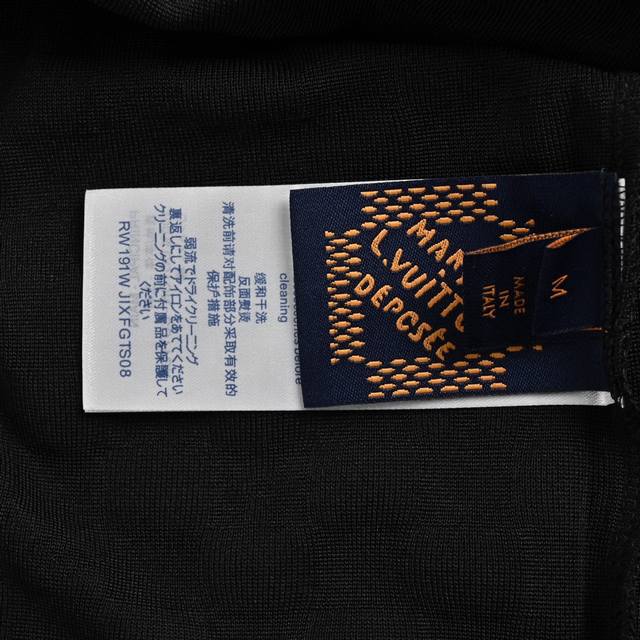 cleaning
缓和干洗
反面熨烫
清洗前请对配件部分采取有效的
保护措施
弱流でドライクリーニング
裏返しにしてアイロンをあててください
クリーニングの前に付属品を保護して
ください
RW191W JIXFGTS08
L.VUITTO
DEPOSÉE
MADE
IN
ITALY
M